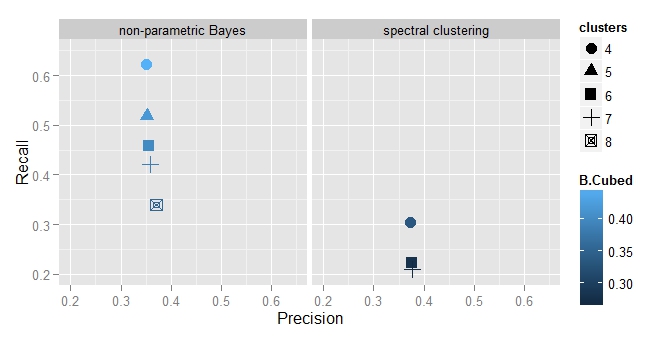 non-parametric Bayes
spectral clustering
clusters
4
5
6
7
8
B.Cubed
0.40
0.35
0.30
Recall
0.6
0.5
0.4
0.3
0.2
0.2 0.3 0.4 0.5 0.6
0.2 0.3 0.4 0.5 0.6
Precision